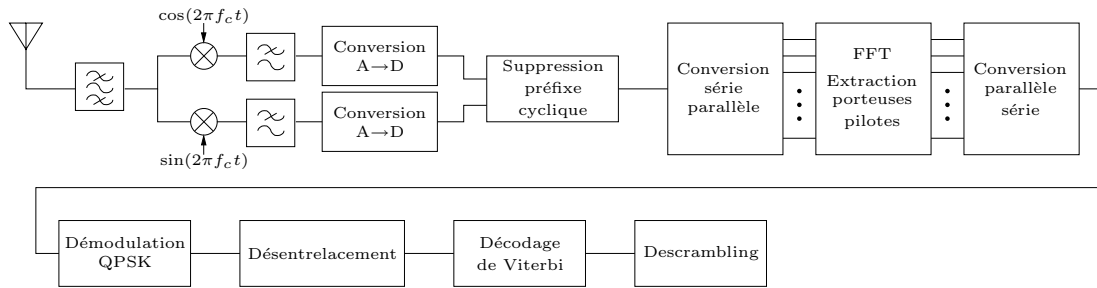 cos(2πf_c t)
Conversion
A→D
Conversion
A→D
sin(2πf_c t)
Suppression
préfixe
cyclique
Conversion
série
parallèle
FFT
Extraction
porteuses
pilotes
Conversion
parallèle
série
Démodulation
QPSK
Désentrelacement
Décodage
de Viterbi
Descrambling